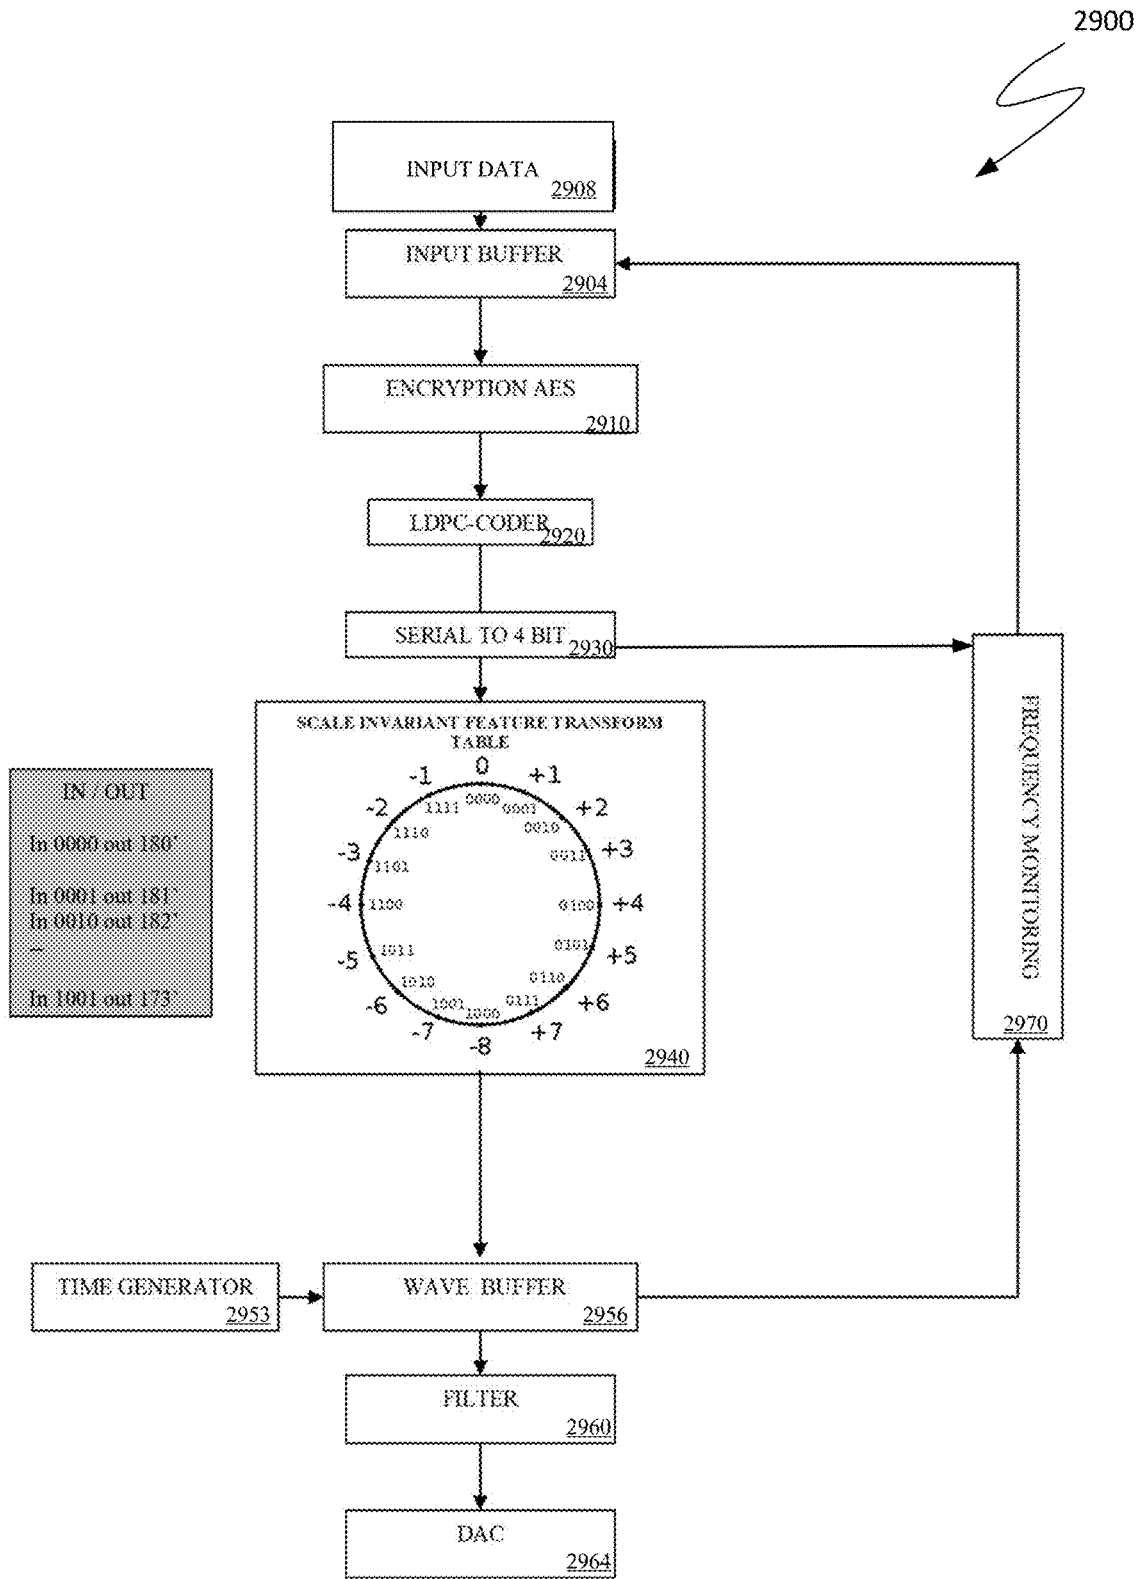 2900
INPUT DATA
2908
INPUT BUFFER
2904
ENCRYPTION AES
2910
LDPC-CODER
2920
SERIAL TO 4 BIT
2930
SCALE INVARIANT FEATURE TRANSFORM
TABLE
0
-1
+1
-2
+2
-3
+3
-4
+4
-5
+5
-6
+6
-7
+7
-8
0000
1111
0001
1110
0010
1101
0011
1100
0100
1011
0101
1010
0110
1001
0111
1000
2940
IN / OUT
In 0000 out 180°
In 0001 out 181°
In 0010 out 182°
–
In 1001 out 173°
FREQUENCY MONITORING
2970
TIME GENERATOR
2953
WAVE BUFFER
2956
FILTER
2960
DAC
2964